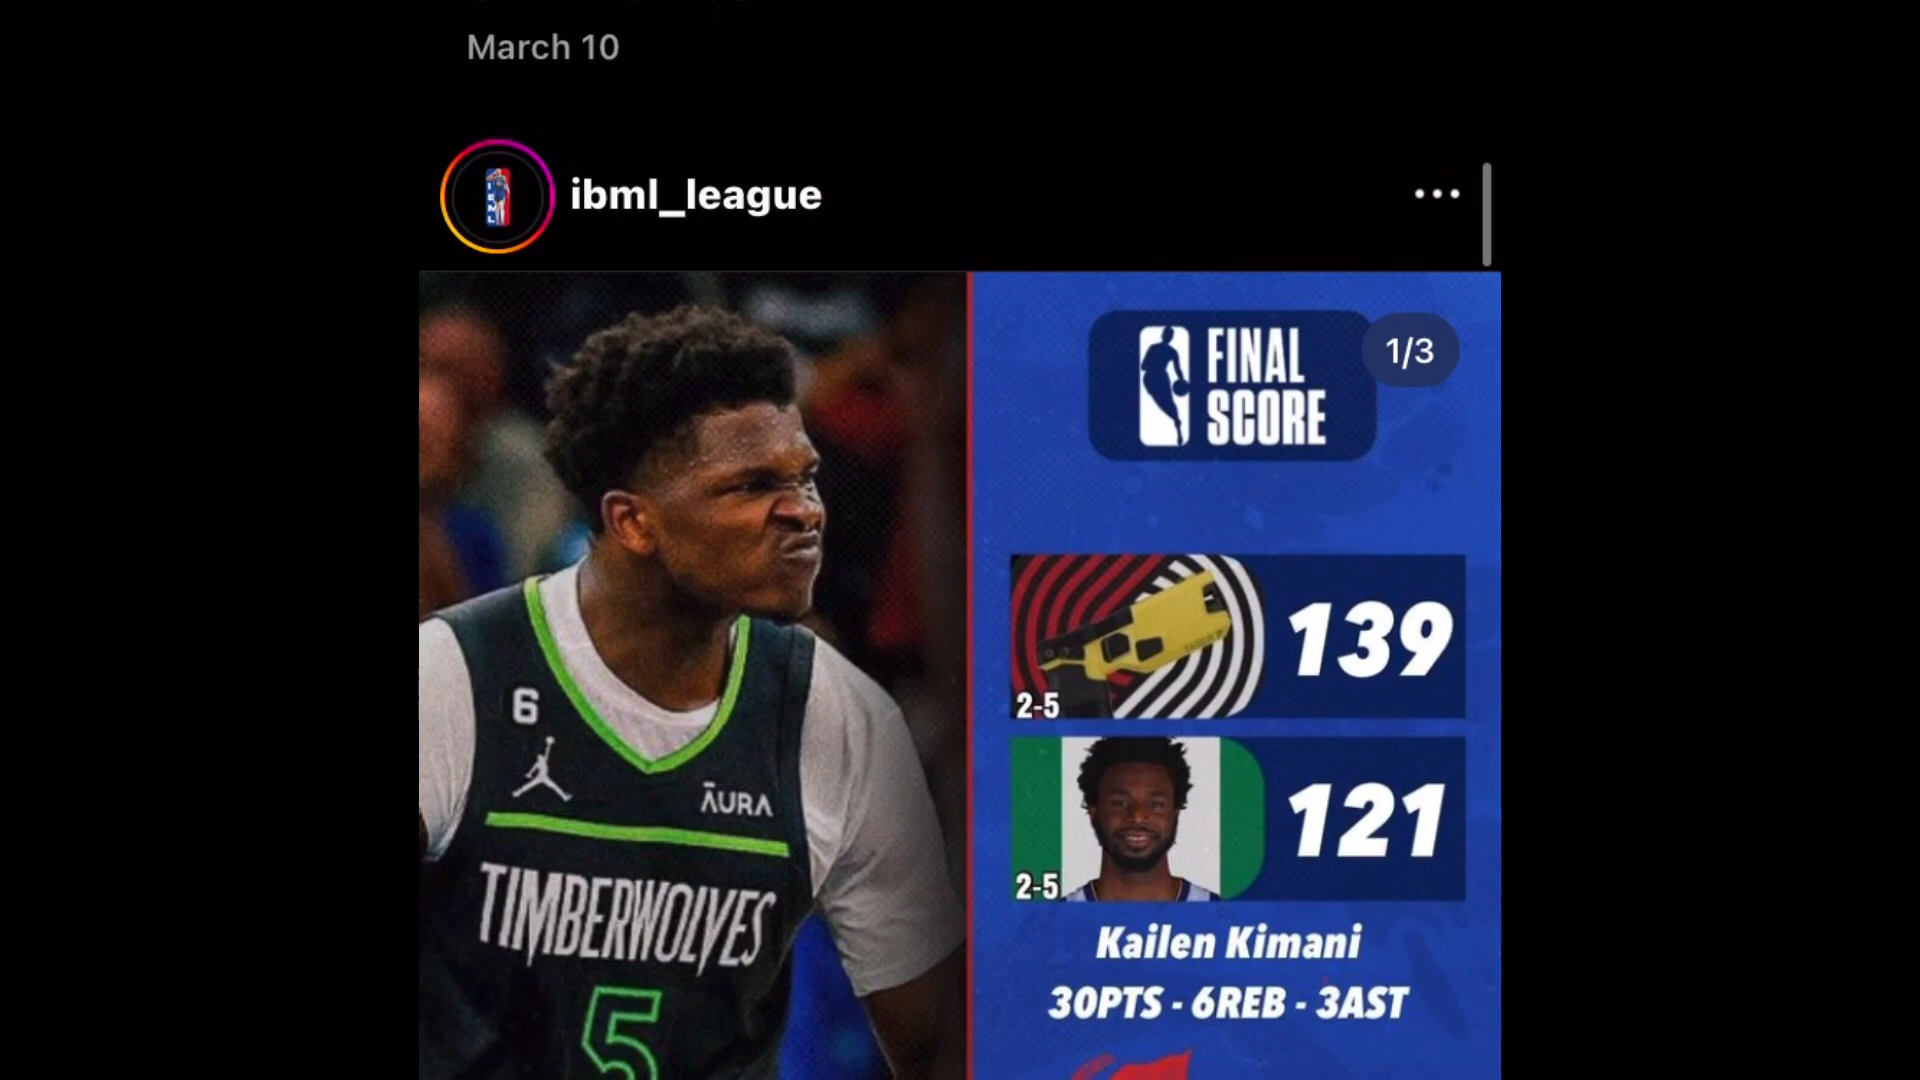 March 10
ibml_league
1/3
FINAL
SCORE
139
2-5
121
2-5
Kailen Kimani
30PTS - 6REB - 3AST
6
ĀURA
TIMBERWOLVES
5